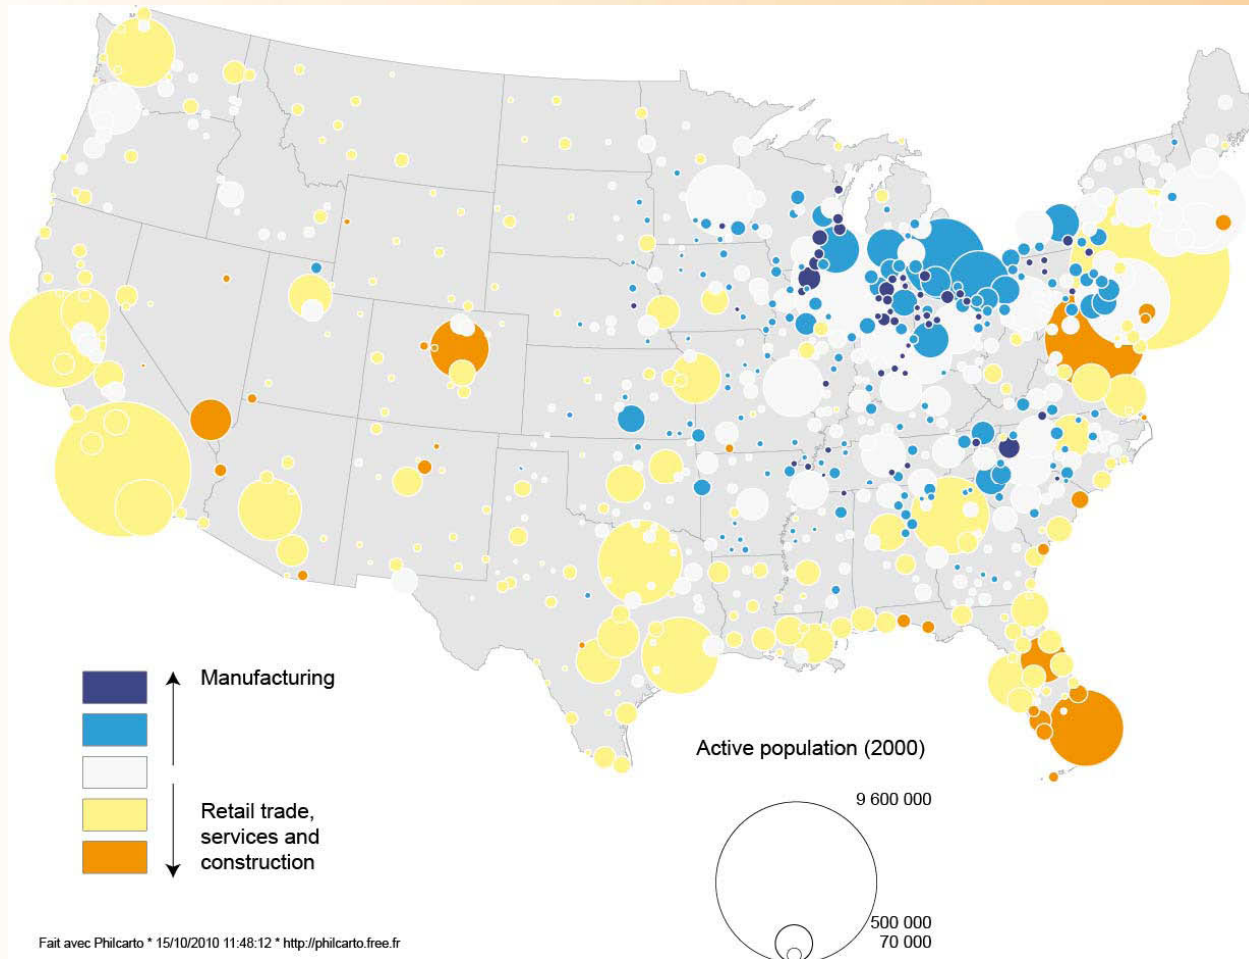 Manufacturing
Retail trade,
services and
construction
Active population (2000)
9 600 000
500 000
70 000
Fait avec Philcarto * 15/10/2010 11:48:12 * http://philcarto.free.fr